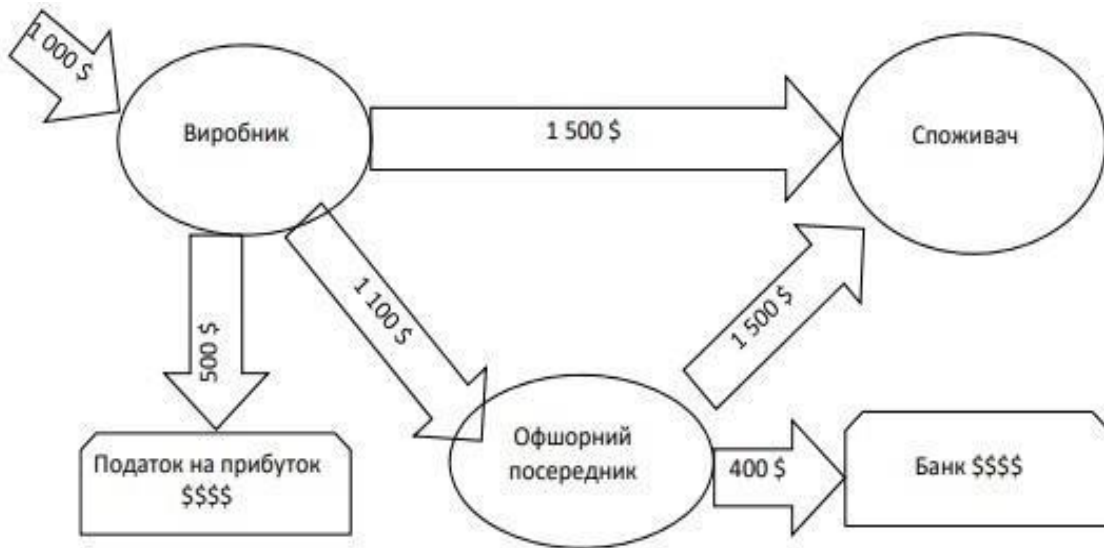 1 000 $
Виробник
1 500 $
Споживач
500 $
1 100 $
1 500 $
Податок на прибуток
$$$$
Офшорний
посередник
400 $
Банк $$$$